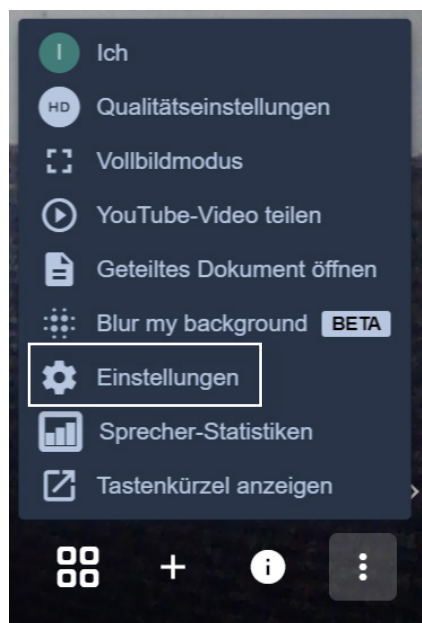 I Ich
HD Qualitätseinstellungen
Vollbildmodus
YouTube-Video teilen
Geteiltes Dokument öffnen
Blur my background BETA
Einstellungen
Sprecher-Statistiken
Tastenkürzel anzeigen